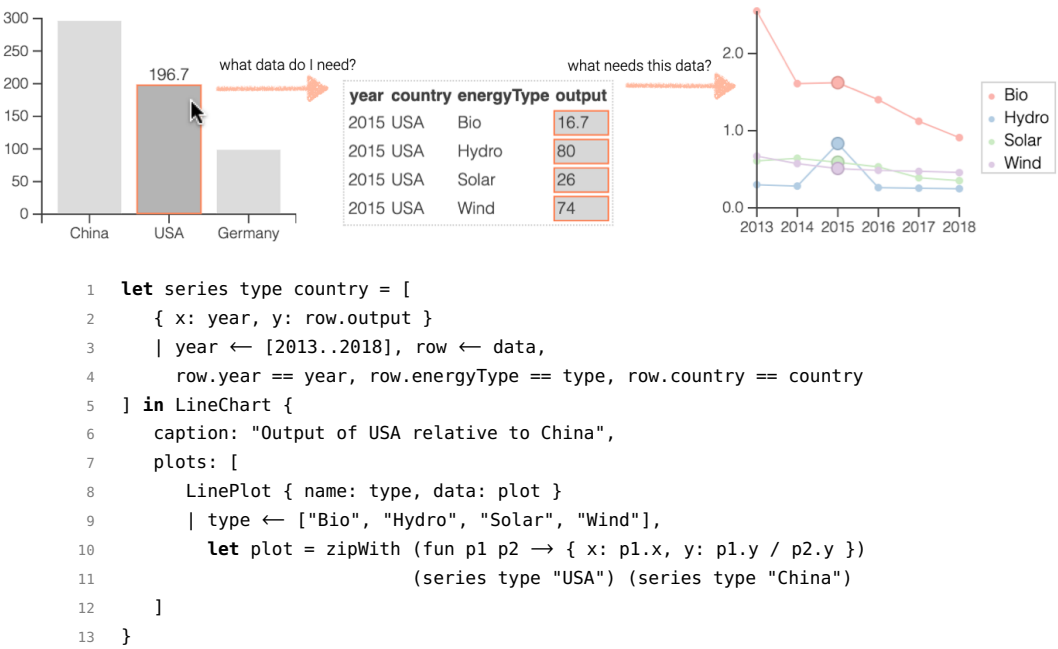 300
250
200
150
100
50
0
196.7
China USA Germany
what data do I need?
year country energyType output
2015 USA Bio 16.7
2015 USA Hydro 80
2015 USA Solar 26
2015 USA Wind 74
what needs this data?
2.0
1.0
0.0
2013 2014 2015 2016 2017 2018
Bio
Hydro
Solar
Wind
1 let series type country = [
2 { x: year, y: row.output }
3 | year ⟵ [2013..2018], row ⟵ data,
4 row.year == year, row.energyType == type, row.country == country
5 ] in LineChart {
6 caption: "Output of USA relative to China",
7 plots: [
8 LinePlot { name: type, data: plot }
9 | type ⟵ ["Bio", "Hydro", "Solar", "Wind"],
10 let plot = zipWith (fun p1 p2 → { x: p1.x, y: p1.y / p2.y })
11 (series type "USA") (series type "China")
12 ]
13 }